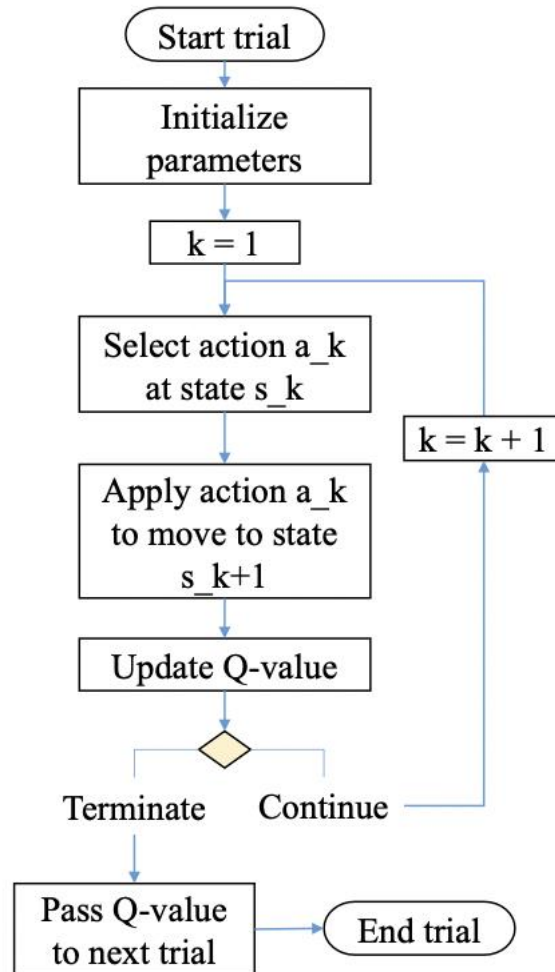 Start trial
Initialize
parameters
k = 1
Select action a_k
at state s_k
k = k + 1
Apply action a_k
to move to state
s_k+1
Update Q-value
Terminate
Continue
Pass Q-value
to next trial
End trial